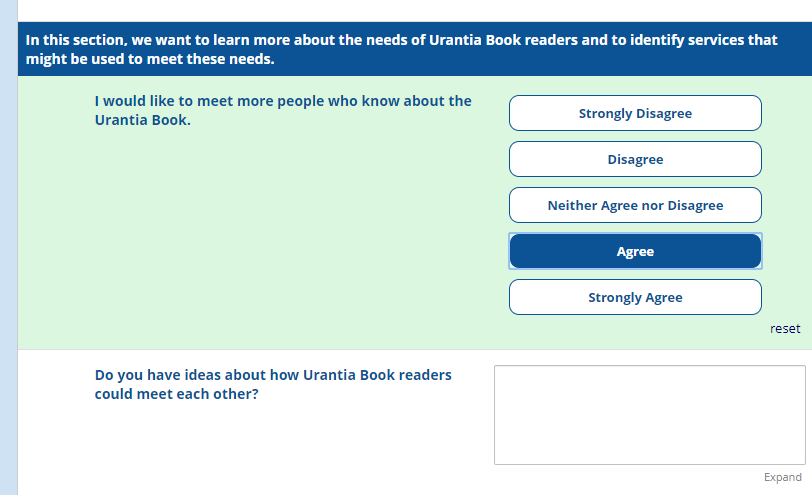 In this section, we want to learn more about the needs of Urantia Book readers and to identify services that
might be used to meet these needs.
I would like to meet more people who know about the
Urantia Book.
Strongly Disagree
Disagree
Neither Agree nor Disagree
Agree
Strongly Agree
reset
Do you have ideas about how Urantia Book readers
could meet each other?
Expand